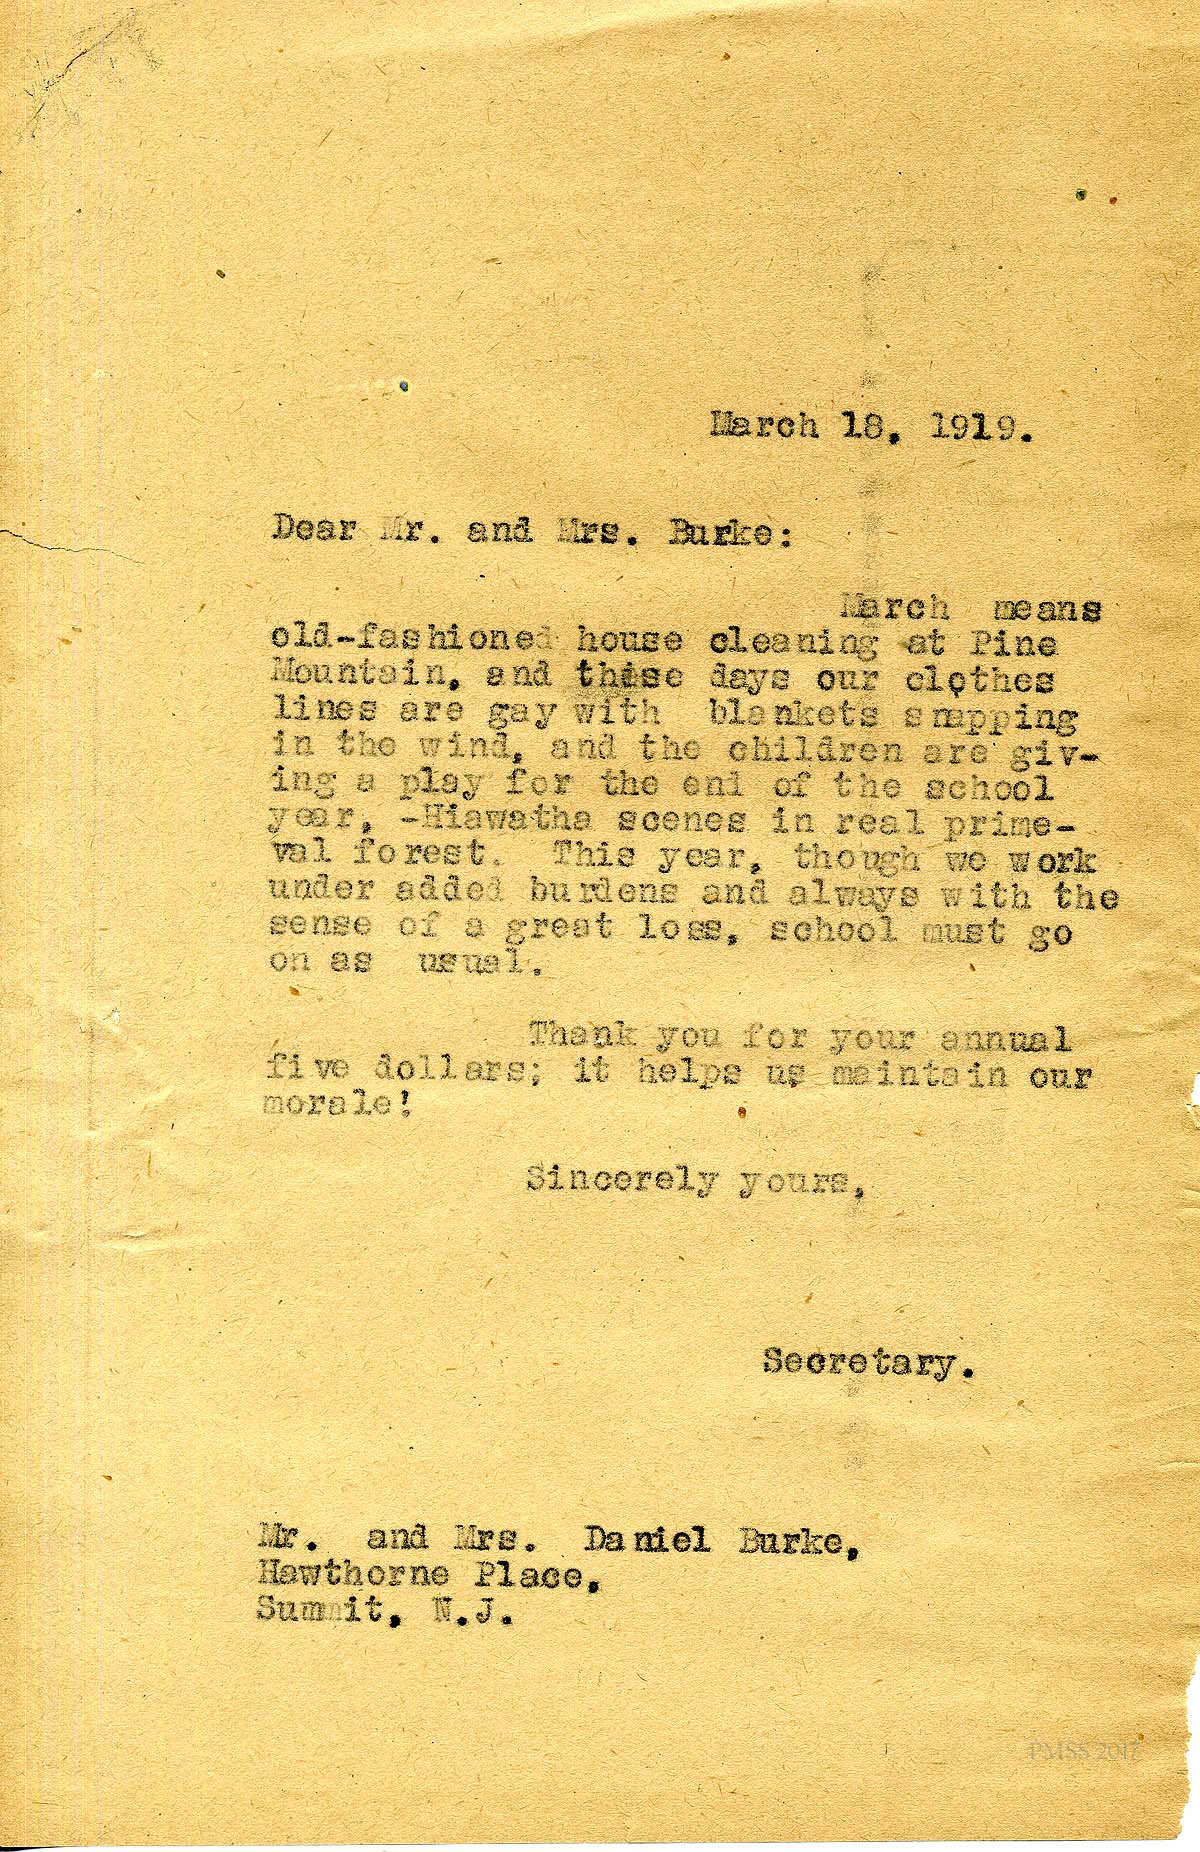 March 18, 1919.
Dear Mr. and Mrs. Burke:
March means
old-fashioned house cleaning at Pine
Mountain, and these days our clothes
lines are gay with blankets snapping
in the wind, and the children are giv-
ing a play for the end of the school
year, -Hiawatha scenes in real prime-
val forest. This year, though we work
under added burdens and always with the
sense of a great loss, school must go
on as usual.
Thank you for your annual
five dollars; it helps us maintain our
morale!
Sincerely yours,
Secretary.
Mr. and Mrs. Daniel Burke,
Hawthorne Place,
Summit, N.J.
PMSS 2017